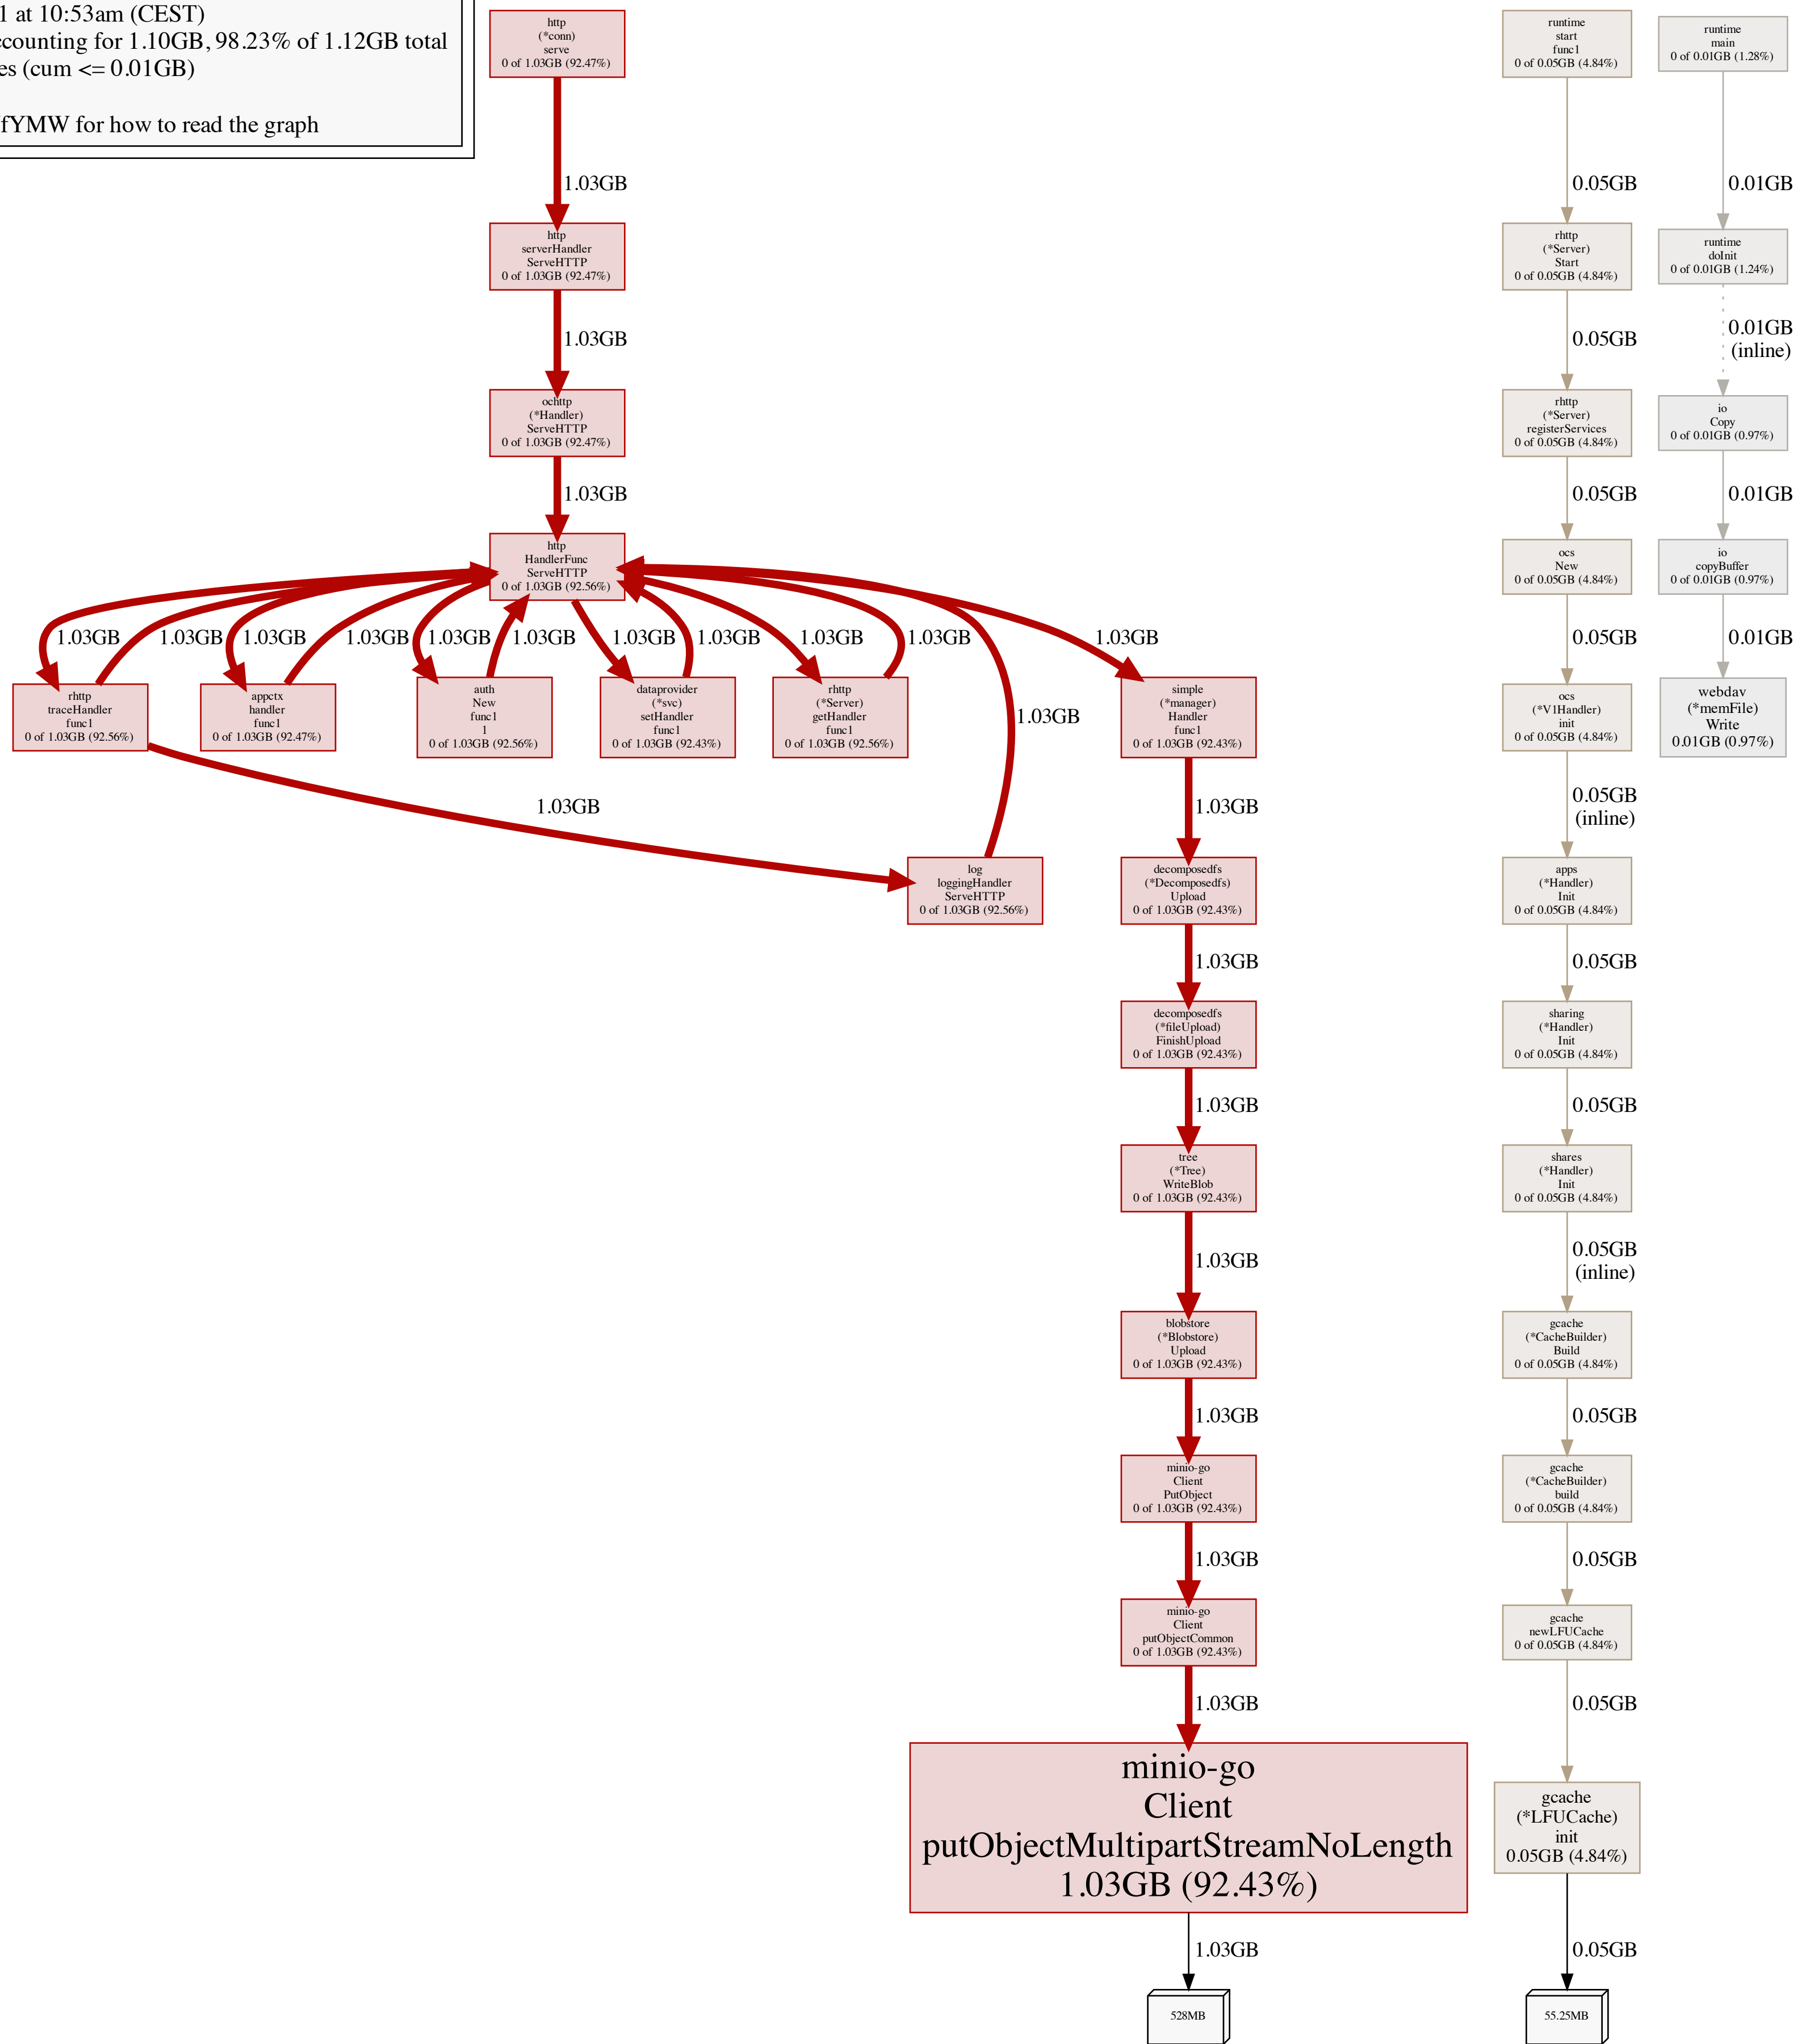 1 at 10:53am (CEST)
ccounting for 1.10GB, 98.23% of 1.12GB total
es (cum <= 0.01GB)
fYMW for how to read the graph
http
(*conn)
serve
0 of 1.03GB (92.47%)
runtime
start
func1
0 of 0.05GB (4.84%)
runtime
main
0 of 0.01GB (1.28%)
1.03GB
0.05GB
0.01GB
http
serverHandler
ServeHTTP
0 of 1.03GB (92.47%)
rhttp
(*Server)
Start
0 of 0.05GB (4.84%)
runtime
doInit
0 of 0.01GB (1.24%)
1.03GB
0.05GB
0.01GB
(inline)
ochttp
(*Handler)
ServeHTTP
0 of 1.03GB (92.47%)
rhttp
(*Server)
registerServices
0 of 0.05GB (4.84%)
io
Copy
0 of 0.01GB (0.97%)
1.03GB
0.05GB
0.01GB
http
HandlerFunc
ServeHTTP
0 of 1.03GB (92.56%)
ocs
New
0 of 0.05GB (4.84%)
io
copyBuffer
0 of 0.01GB (0.97%)
1.03GB
1.03GB
1.03GB
1.03GB
1.03GB
1.03GB
1.03GB
1.03GB
1.03GB
1.03GB
1.03GB
0.05GB
0.01GB
rhttp
traceHandler
func1
0 of 1.03GB (92.56%)
appctx
handler
func1
0 of 1.03GB (92.47%)
auth
New
func1
1
0 of 1.03GB (92.56%)
dataprovider
(*svc)
setHandler
func1
0 of 1.03GB (92.43%)
rhttp
(*Server)
getHandler
func1
0 of 1.03GB (92.56%)
1.03GB
simple
(*manager)
Handler
func1
0 of 1.03GB (92.43%)
ocs
(*V1Handler)
init
0 of 0.05GB (4.84%)
webdav
(*memFile)
Write
0.01GB (0.97%)
1.03GB
1.03GB
0.05GB
(inline)
log
loggingHandler
ServeHTTP
0 of 1.03GB (92.56%)
decomposedfs
(*Decomposedfs)
Upload
0 of 1.03GB (92.43%)
apps
(*Handler)
Init
0 of 0.05GB (4.84%)
1.03GB
0.05GB
decomposedfs
(*fileUpload)
FinishUpload
0 of 1.03GB (92.43%)
sharing
(*Handler)
Init
0 of 0.05GB (4.84%)
1.03GB
0.05GB
tree
(*Tree)
WriteBlob
0 of 1.03GB (92.43%)
shares
(*Handler)
Init
0 of 0.05GB (4.84%)
1.03GB
0.05GB
(inline)
blobstore
(*Blobstore)
Upload
0 of 1.03GB (92.43%)
gcache
(*CacheBuilder)
Build
0 of 0.05GB (4.84%)
1.03GB
0.05GB
minio-go
Client
PutObject
0 of 1.03GB (92.43%)
gcache
(*CacheBuilder)
build
0 of 0.05GB (4.84%)
1.03GB
0.05GB
minio-go
Client
putObjectCommon
0 of 1.03GB (92.43%)
gcache
newLFUCache
0 of 0.05GB (4.84%)
1.03GB
0.05GB
minio-go
Client
putObjectMultipartStreamNoLength
1.03GB (92.43%)
gcache
(*LFUCache)
init
0.05GB (4.84%)
1.03GB
0.05GB
528MB
55.25MB